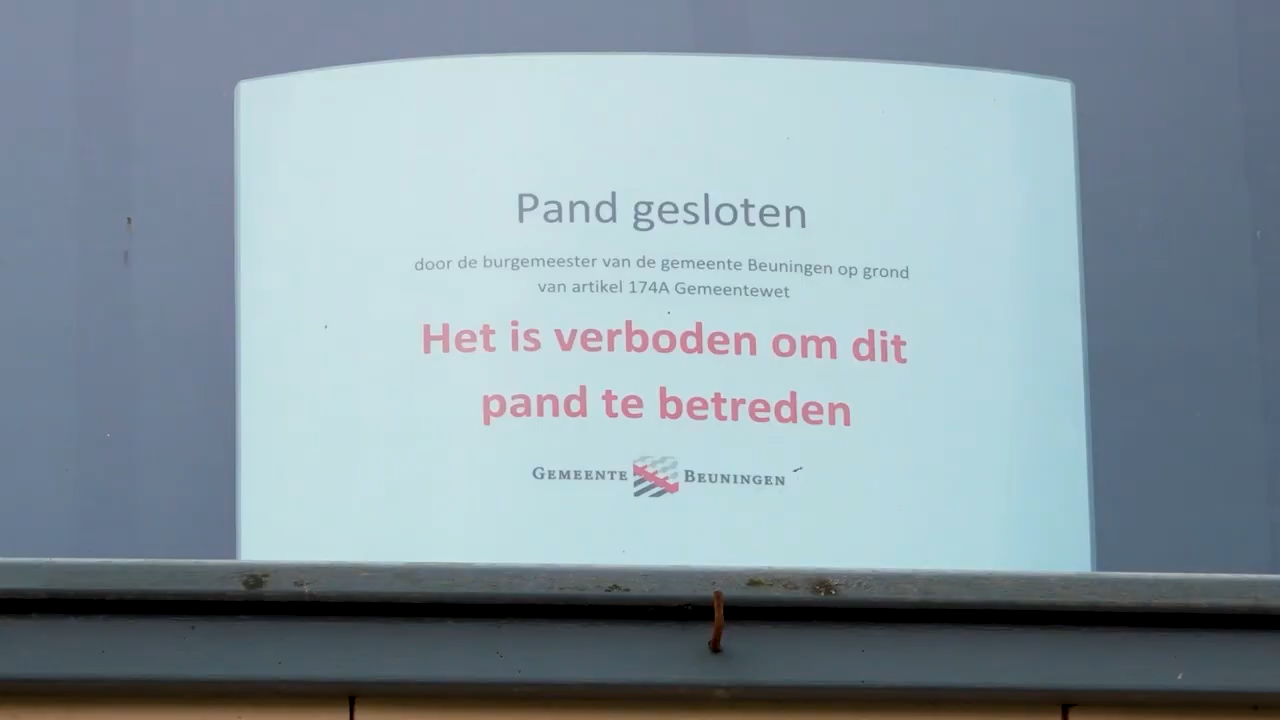 Pand gesloten
door de burgemeester van de gemeente Beuningen op grond
van artikel 174A Gemeentewet
Het is verboden om dit
pand te betreden
GEMEENTE BEUNINGEN